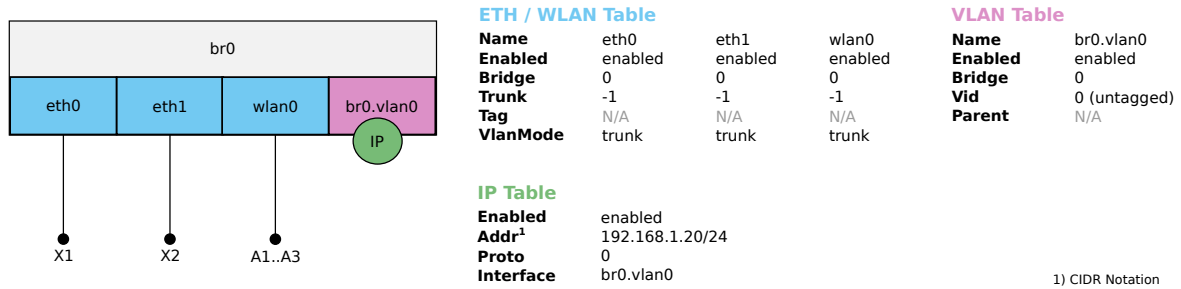 br0
eth0 eth1 wlan0 br0.vlan0
IP
X1 X2 A1..A3
ETH / WLAN Table
Name eth0 eth1 wlan0
Enabled enabled enabled enabled
Bridge 0 0 0
Trunk -1 -1 -1
Tag N/A N/A N/A
VlanMode trunk trunk trunk
VLAN Table
Name br0.vlan0
Enabled enabled
Bridge 0
Vid 0 (untagged)
Parent N/A
IP Table
Enabled enabled
Addr¹ 192.168.1.20/24
Proto 0
Interface br0.vlan0
1) CIDR Notation